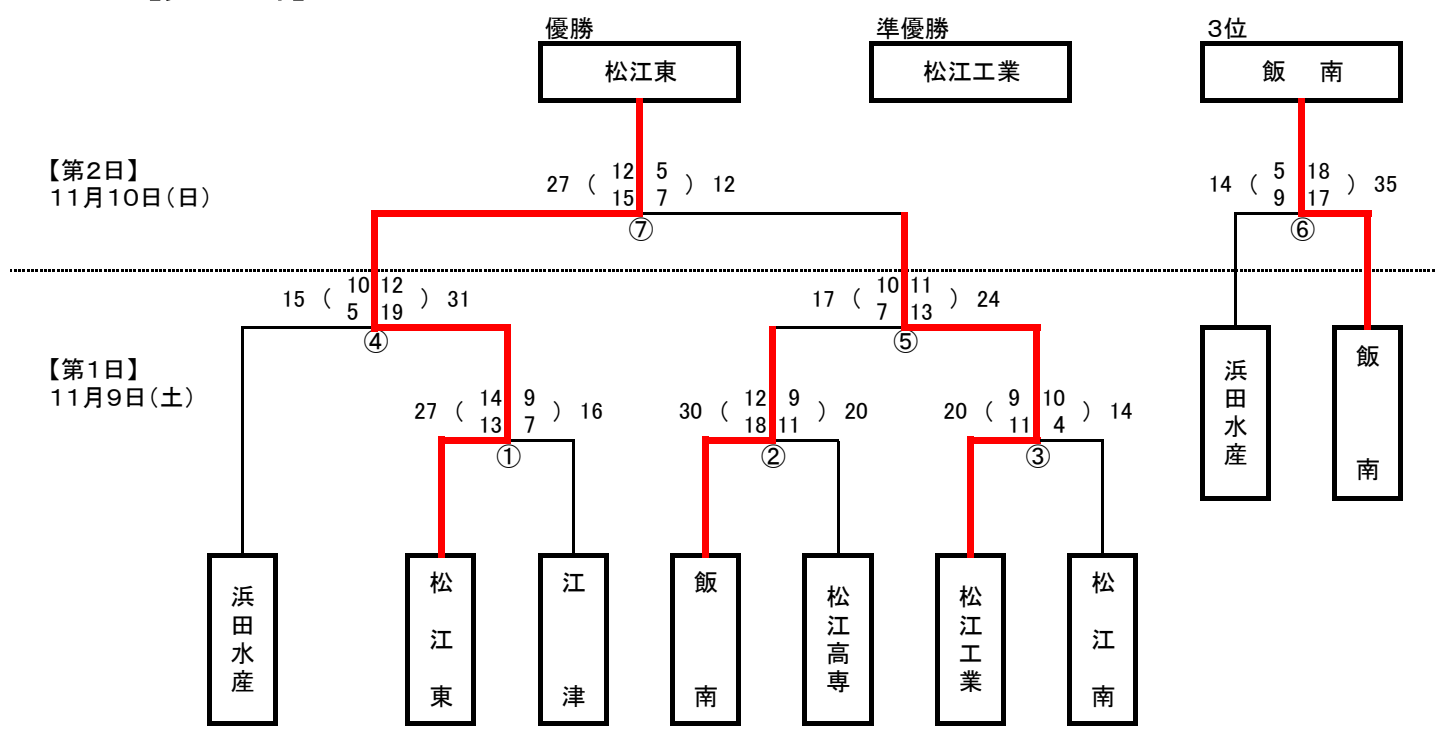 優勝
準優勝
3位
松江東
松江工業
飯 南
【第2日】
11月10日(日)
27 ( 12 5 ) 12
15 7
⑦
14 ( 5 18 ) 35
9 17
⑥
15 ( 10 12 ) 31
5 19
④
17 ( 10 11 ) 24
7 13
⑤
【第1日】
11月9日(土)
27 ( 14 9 ) 16
13 7
①
30 ( 12 9 ) 20
18 11
②
20 ( 9 10 ) 14
11 4
③
浜田水産
飯南
浜田水産
松江東
江津
飯南
松江高専
松江工業
松江南